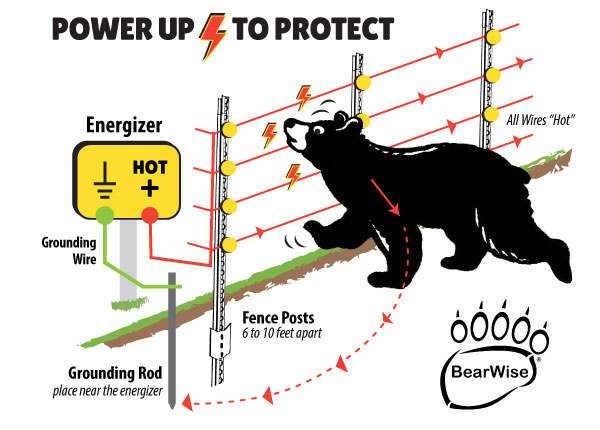 POWER UP TO PROTECT
Energizer
HOT
+
All Wires "Hot"
Grounding
Wire
Fence Posts
6 to 10 feet apart
Grounding Rod
place near the energizer
BearWise®